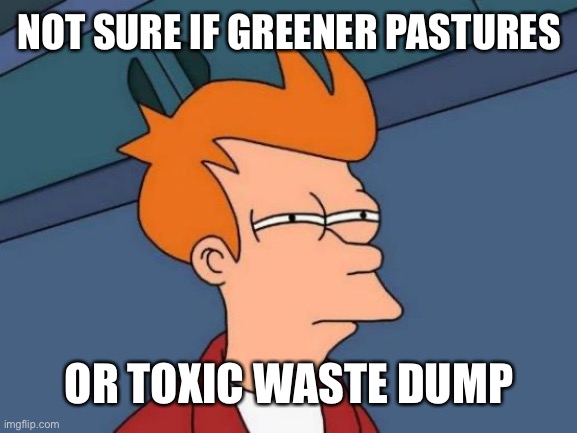 NOT SURE IF GREENER PASTURES
OR TOXIC WASTE DUMP
imgflip.com